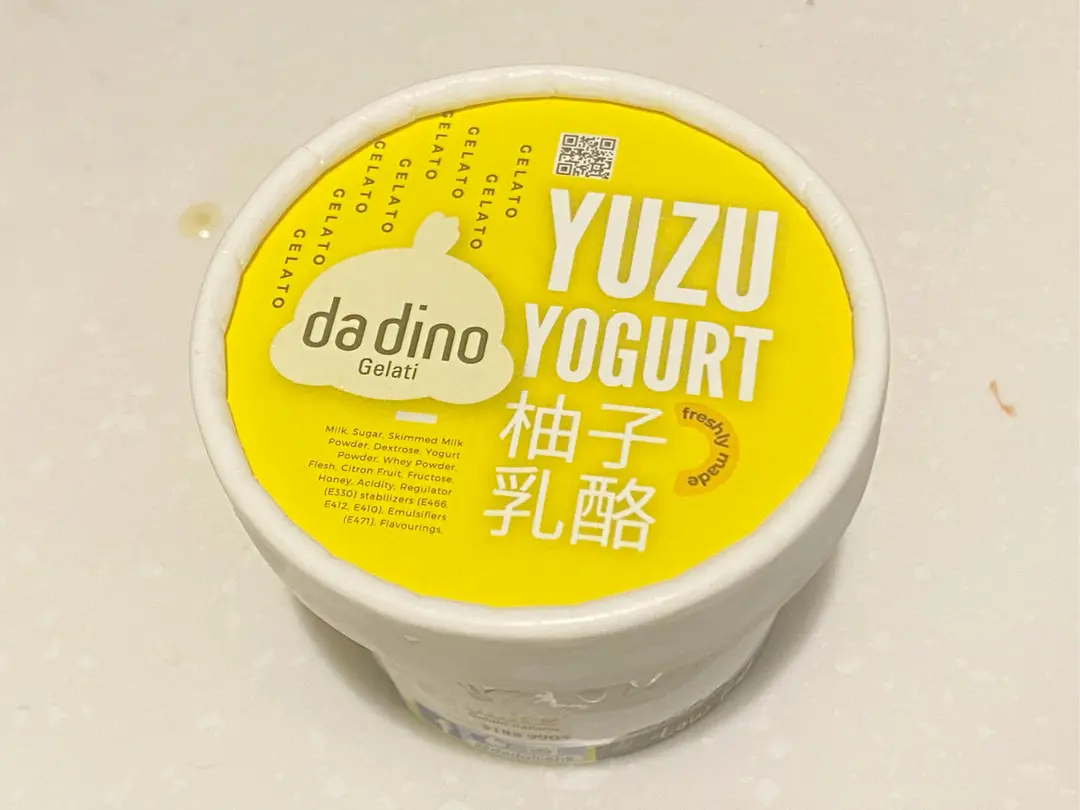 GELATO
GELATO
GELATO
GELATO
GELATO
GELATO
GELATO
GELATO
GELATO
da dino
Gelati
Milk, Sugar, Skimmed Milk
Powder, Dextrose, Yogurt
Powder, Whey Powder,
Flesh, Citron Fruit, Fructose,
Honey, Acidity, Regulator
(E330) stabilizers (E466,
E412, E410), Emulsifiers
(E471), Flavourings,
YUZU
YOGURT
柚子
乳酪
freshly made